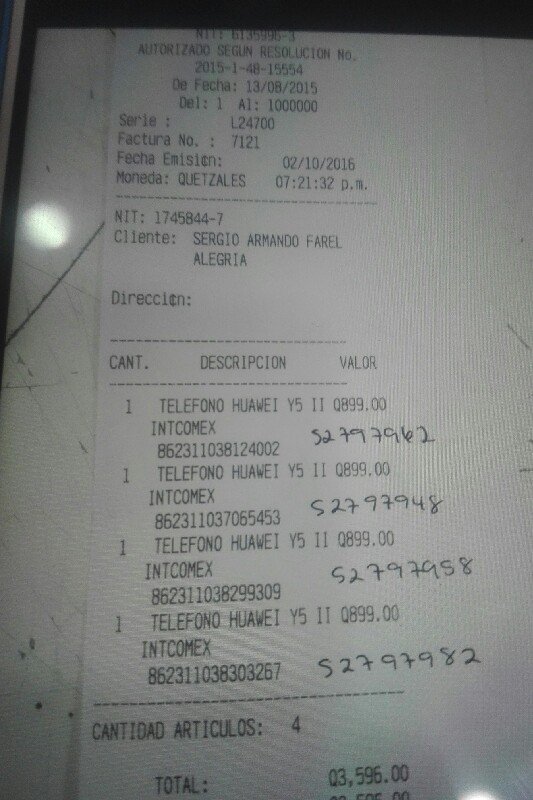 NIT: 6135996-3
AUTORIZADO SEGUN RESOLUCION No.
2015-1-48-15554
De Fecha: 13/08/2015
Del: 1 Al: 1000000
Serie : L24700
Factura No. : 7121
Fecha Emisi¢n: 02/10/2016
Moneda: QUETZALES 07:21:32 p.m.
NIT: 1745844-7
Cliente: SERGIO ARMANDO FAREL
ALEGRIA
Direcci¢n:
CANT. DESCRIPCION VALOR
1 TELEFONO HUAWEI Y5 II Q899.00
INTCOMEX
862311038124002 52797962
1 TELEFONO HUAWEI Y5 II Q899.00
INTCOMEX
862311037065453 52797948
1 TELEFONO HUAWEI Y5 II Q899.00
INTCOMEX
862311038299309 52797958
1 TELEFONO HUAWEI Y5 II Q899.00
INTCOMEX
862311038303267 52797982
CANTIDAD ARTICULOS: 4
TOTAL: Q3,596.00